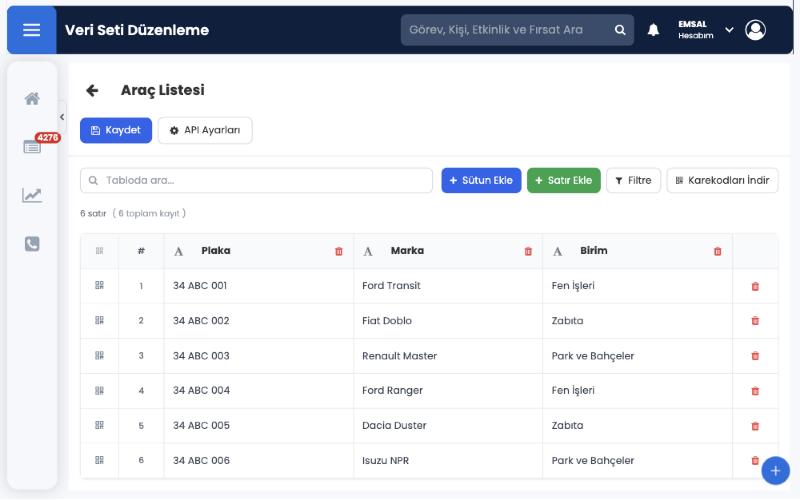 Veri Seti Düzenleme
Görev, Kişi, Etkinlik ve Fırsat Ara
EMSAL
Hesabım
4276
Araç Listesi
Kaydet
API Ayarları
Tabloda ara...
+ Sütun Ekle
+ Satır Ekle
Filtre
Karekodları İndir
6 satır ( 6 toplam kayıt )
# A Plaka A Marka A Birim
1 34 ABC 001 Ford Transit Fen İşleri
2 34 ABC 002 Fiat Doblo Zabıta
3 34 ABC 003 Renault Master Park ve Bahçeler
4 34 ABC 004 Ford Ranger Fen İşleri
5 34 ABC 005 Dacia Duster Zabıta
6 34 ABC 006 Isuzu NPR Park ve Bahçeler
+